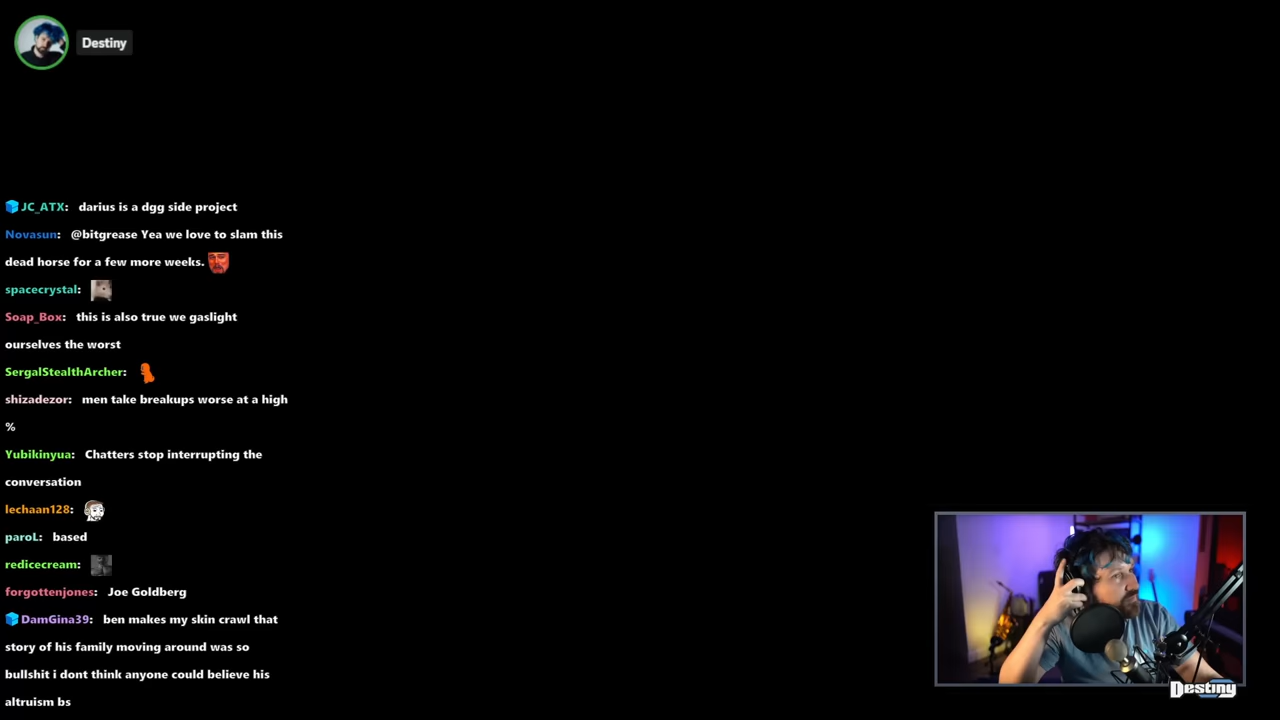 Destiny
JC_ATX: darius is a dgg side project
Novasun: @bitgrease Yea we love to slam this
dead horse for a few more weeks.
spacecrystal:
Soap_Box: this is also true we gaslight
ourselves the worst
SergalStealthArcher:
shizadezor: men take breakups worse at a high
%
Yubikinyua: Chatters stop interrupting the
conversation
lechaan128:
paroL: based
redicecream:
forgottenjones: Joe Goldberg
DamGina39: ben makes my skin crawl that
story of his family moving around was so
bullshit i dont think anyone could believe his
altruism bs
Destiny